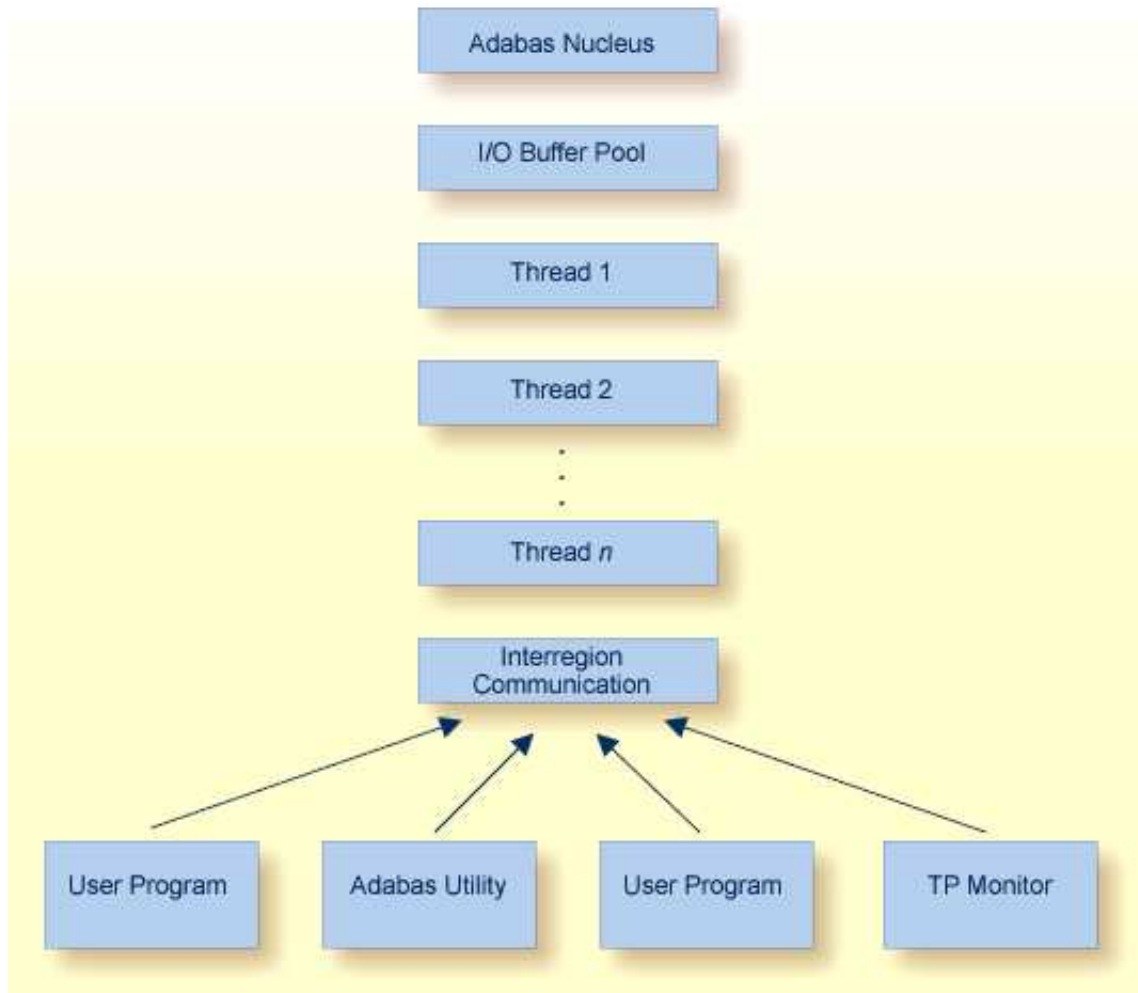 Adabas Nucleus
I/O Buffer Pool
Thread 1
Thread 2
Thread n
Interregion
Communication
User Program
Adabas Utility
User Program
TP Monitor